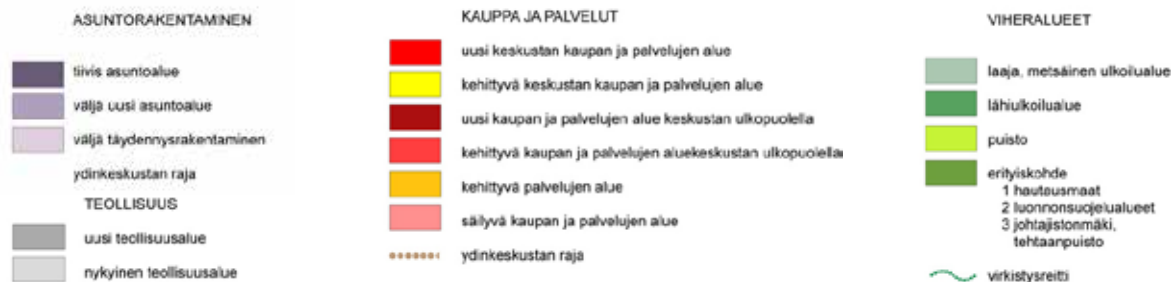 ASUNTORAKENTAMINEN
tiivis asuntoalue
väljä uusi asuntoalue
väljä täydennysrakentaminen
ydinkeskustan raja
TEOLLISUUS
uusi teollisuusalue
nykyinen teollisuusalue
KAUPPA JA PALVELUT
uusi keskustan kaupan ja palvelujen alue
kehittyvä keskustan kaupan ja palvelujen alue
uusi kaupan ja palvelujen alue keskustan ulkopuolella
kehittyvä kaupan ja palvelujen aluekeskustan ulkopuolella
kehittyvä palvelujen alue
säilyvä kaupan ja palvelujen alue
ydinkeskustan raja
VIHERALUEET
laaja, metsäinen ulkoilualue
lähiulkoilualue
puisto
erityiskohde
1 hautausmaat
2 luonnonsuojelualueet
3 johtajistonmäki,
tehtaanpuisto
virkistysreitti